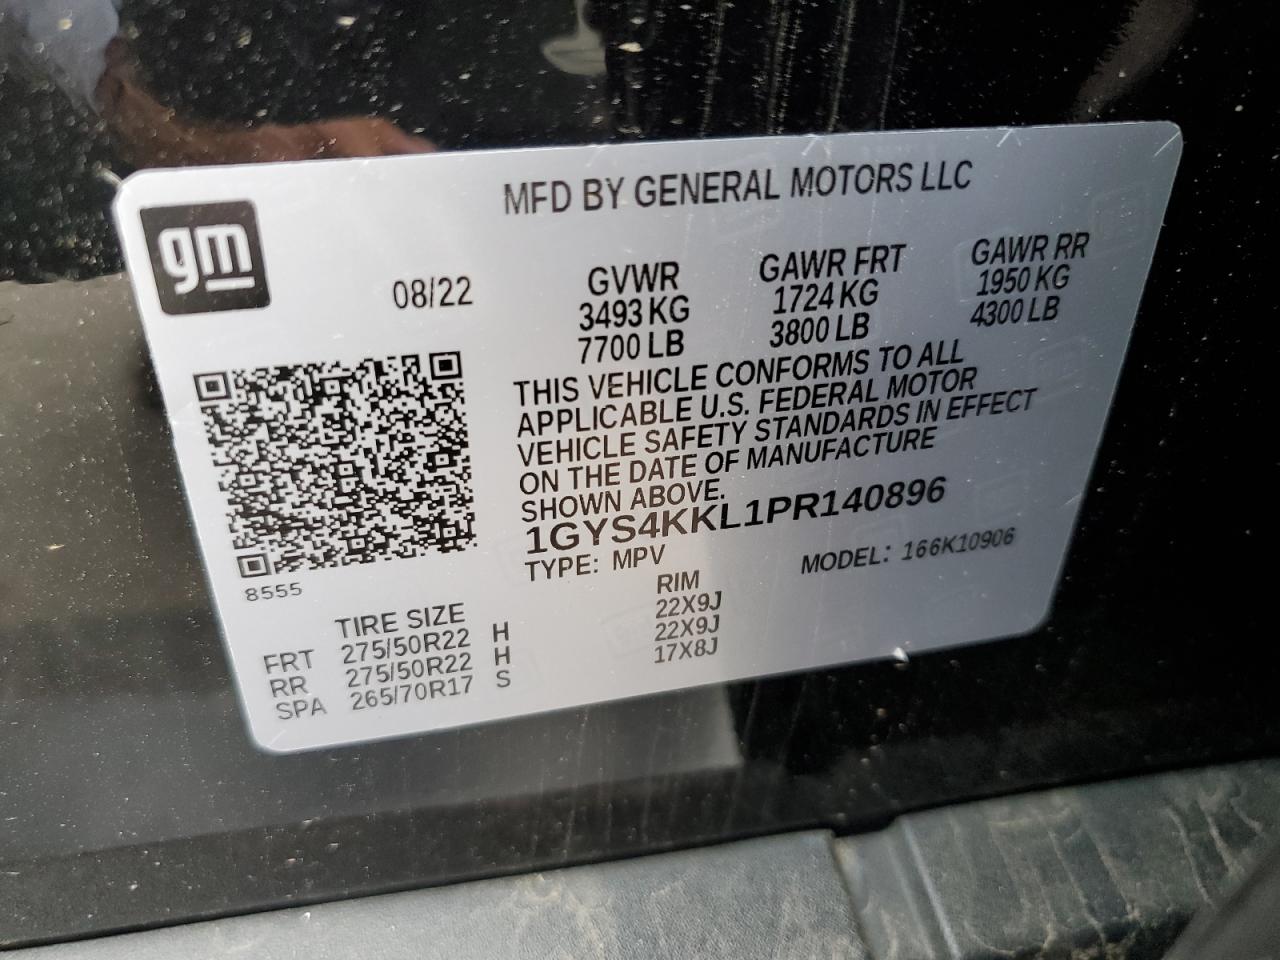 MFD BY GENERAL MOTORS LLC
gm
08/22
GVWR
3493 KG
7700 LB
GAWR FRT
1724 KG
3800 LB
GAWR RR
1950 KG
4300 LB
THIS VEHICLE CONFORMS TO ALL
APPLICABLE U.S. FEDERAL MOTOR
VEHICLE SAFETY STANDARDS IN EFFECT
ON THE DATE OF MANUFACTURE
SHOWN ABOVE.
1GYS4KKL1PR140896
TYPE: MPV
MODEL: 166K10906
8555
TIRE SIZE RIM
FRT 275/50R22 H 22X9J
RR 275/50R22 H 22X9J
SPA 265/70R17 S 17X8J